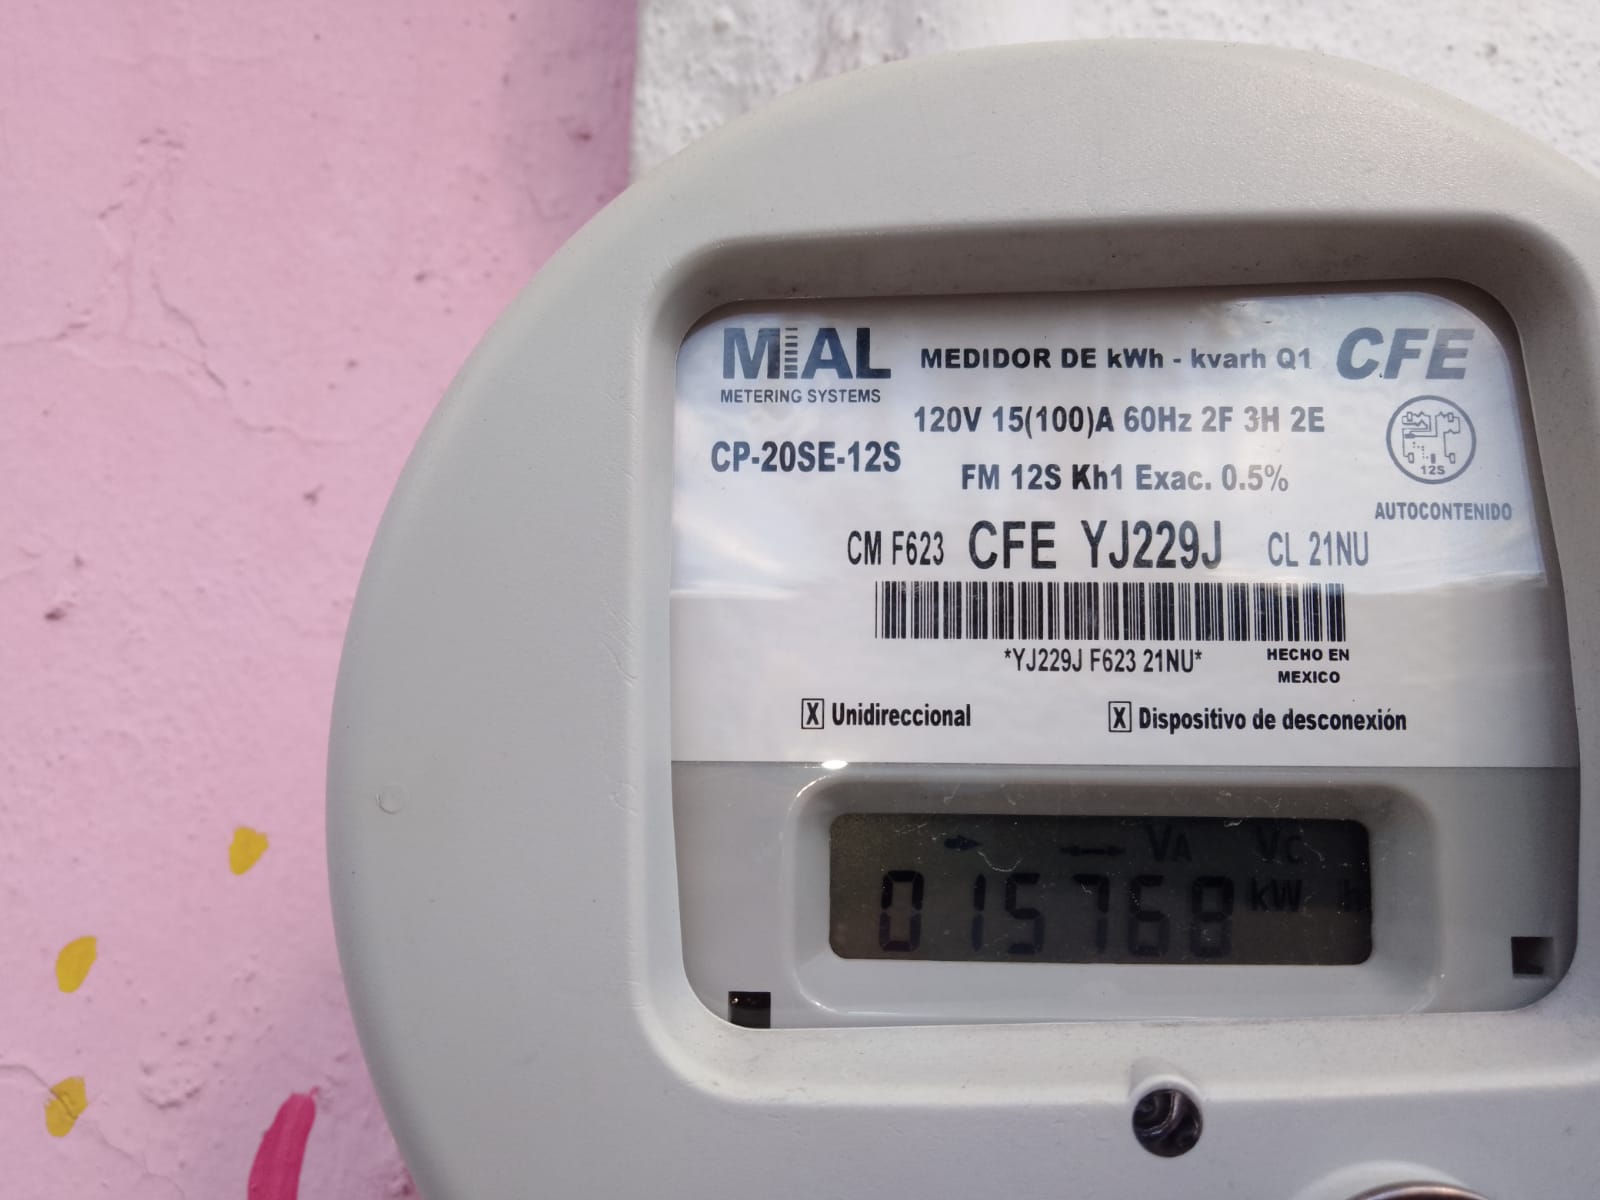 MIAL
METERING SYSTEMS
MEDIDOR DE kWh - kvarh Q1
CFE
CP-20SE-12S
120V 15(100)A 60Hz 2F 3H 2E
FM 12S Kh1 Exac. 0.5%
12S
AUTOCONTENIDO
CM F623 CFE YJ229J CL 21NU
*YJ229J F623 21NU*
HECHO EN
MEXICO
X Unidireccional
X Dispositivo de desconexión
VA VC
015768 kW h